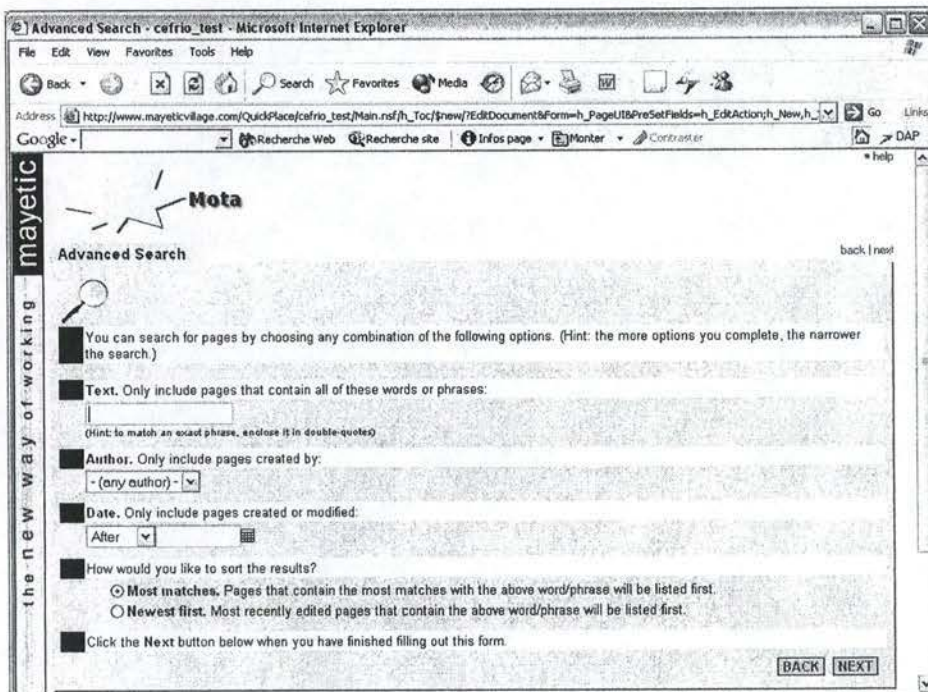 Advanced Search - cefrio_test - Microsoft Internet Explorer
File Edit View Favorites Tools Help
Back Search Favorites Media
Address http://www.mayeticvillage.com/QuickPlace/cefrio_test/Main.nsf/h_Toc/$new/?EditDocument&Form=h_PageUI&PreSetFields=h_EditAction;h_New,h_ Go Links
Google Recherche Web Recherche site Infos page Monter Contraster DAP
help
mayetic
the new way of working
Mota
Advanced Search
back | next
You can search for pages by choosing any combination of the following options. (Hint: the more options you complete, the narrower
the search.)
Text. Only include pages that contain all of these words or phrases:
(Hint: to match an exact phrase, enclose it in double-quotes)
Author. Only include pages created by:
- (any author) -
Date. Only include pages created or modified:
After
How would you like to sort the results?
Most matches. Pages that contain the most matches with the above word/phrase will be listed first.
Newest first. Most recently edited pages that contain the above word/phrase will be listed first.
Click the Next button below when you have finished filling out this form.
BACK NEXT